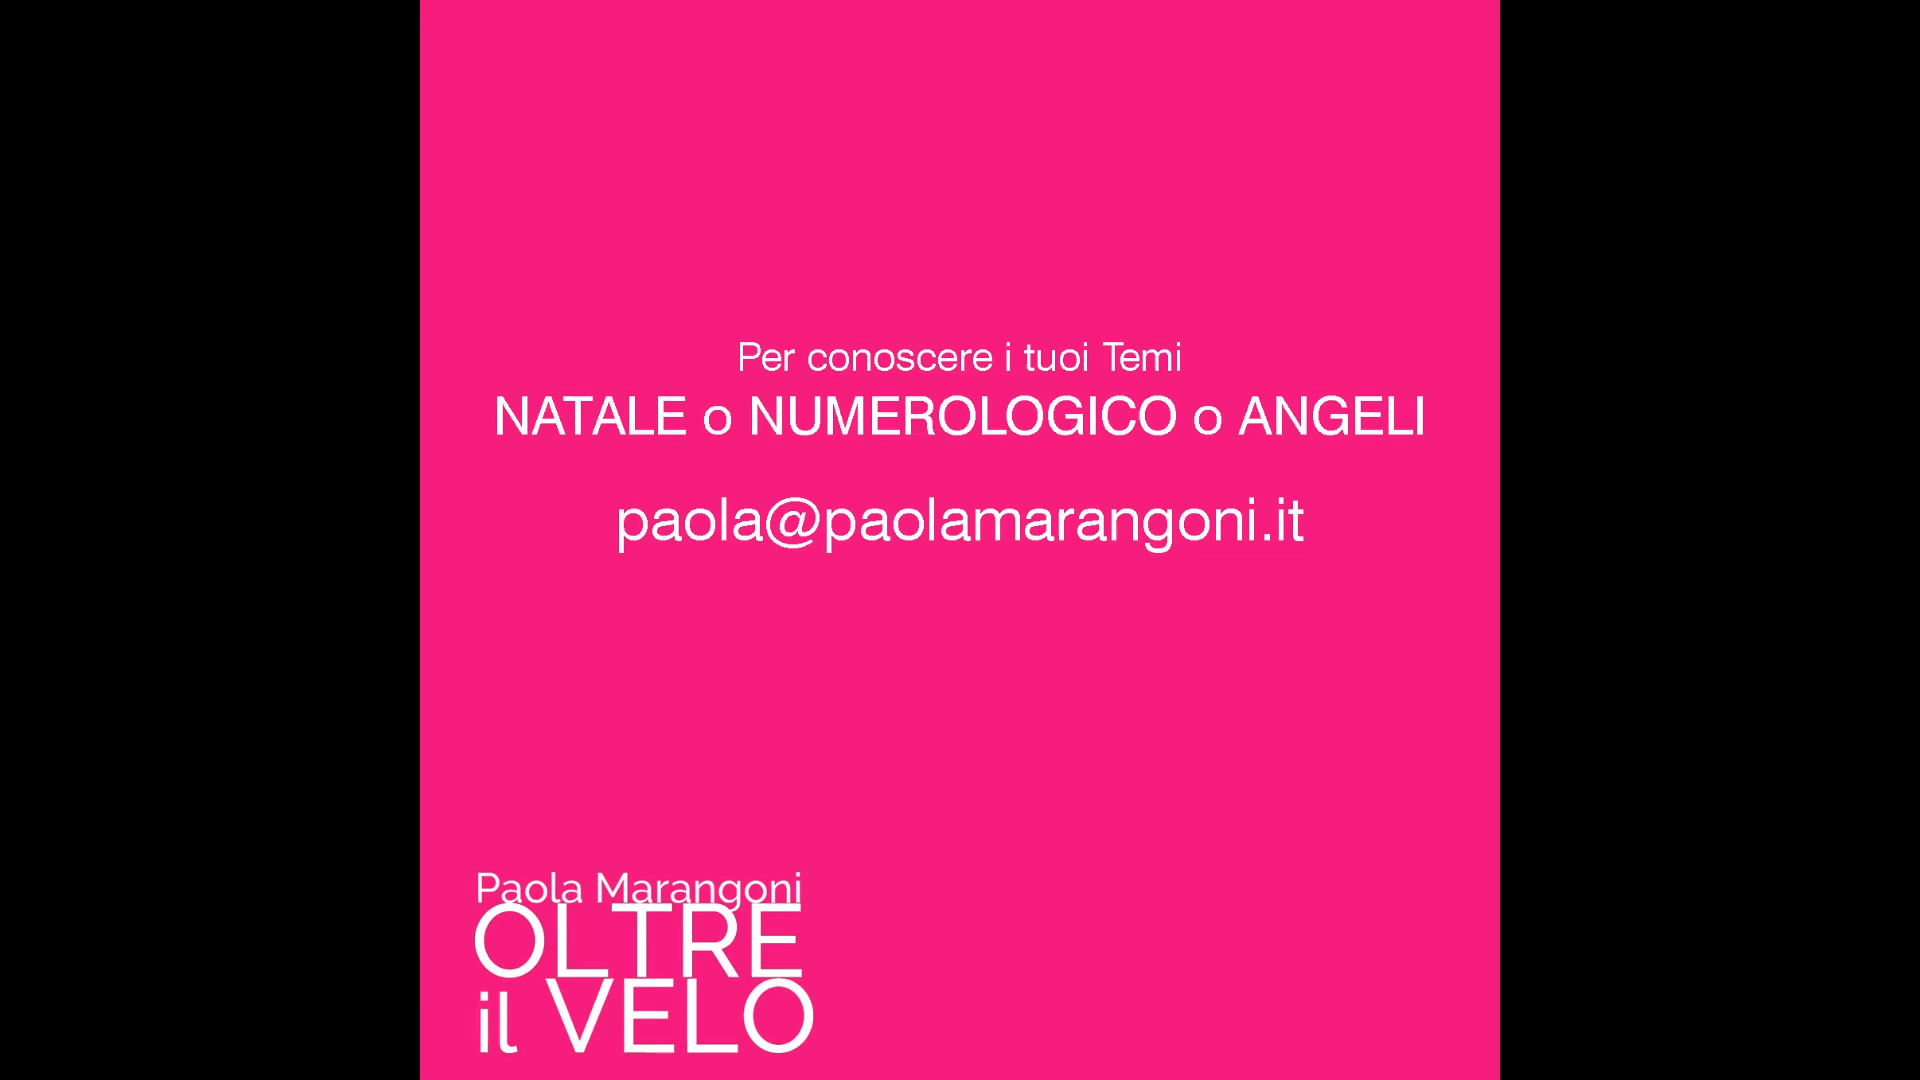 Per conoscere i tuoi Temi
NATALE o NUMEROLOGICO o ANGELI
paola@paolamarangoni.it
Paola Marangoni
OLTRE
il VELO